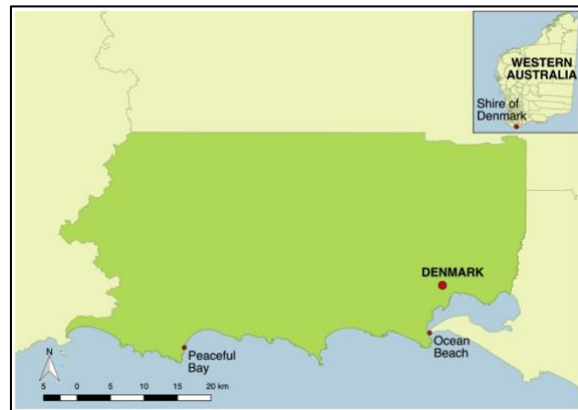 WESTERN
AUSTRALIA
Shire of
Denmark
DENMARK
Ocean
Beach
Peaceful
Bay
N
5 0 5 10 15 20 km